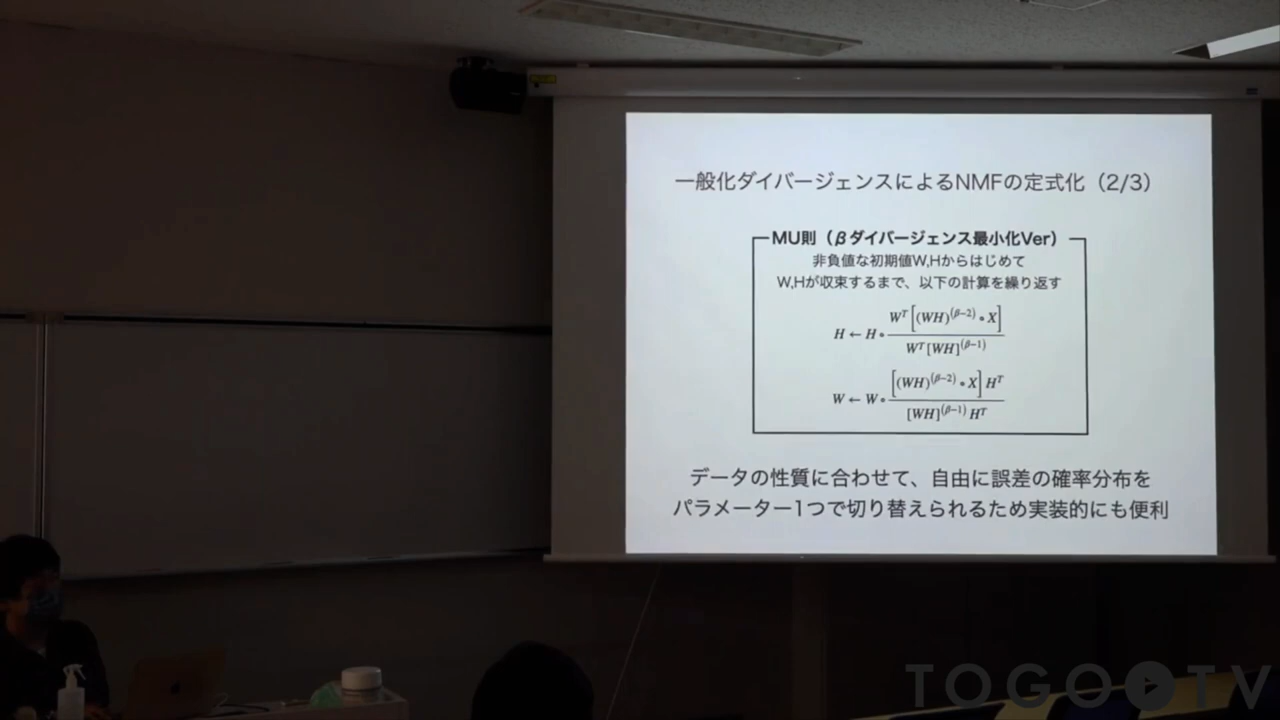 一般化ダイバージェンスによるNMFの定式化（2/3）
MU則（βダイバージェンス最小化Ver）
非負値な初期値W,Hからはじめて
W,Hが収束するまで、以下の計算を繰り返す
H ← H∘ W^T[(WH)^(β−2)∘X] / W^T[WH]^(β−1)
W ← W∘ [(WH)^(β−2)∘X]H^T / [WH]^(β−1)H^T
データの性質に合わせて、自由に誤差の確率分布を
パラメーター1つで切り替えられるため実装的にも便利
TOGO TV